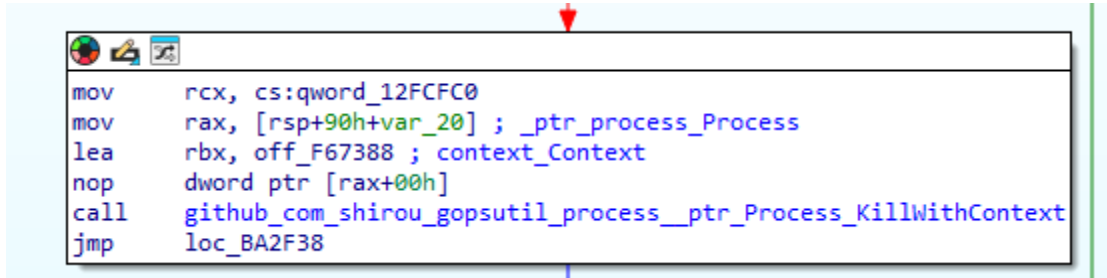 mov     rcx, cs:qword_12FCFC0
mov     rax, [rsp+90h+var_20] ; _ptr_process_Process
lea     rbx, off_F67388 ; context_Context
nop     dword ptr [rax+00h]
call    github_com_shirou_gopsutil_process__ptr_Process_KillWithContext
jmp     loc_BA2F38